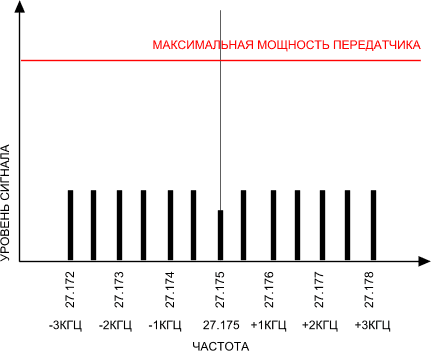 МАКСИМАЛЬНАЯ МОЩНОСТЬ ПЕРЕДАТЧИКА
УРОВЕНЬ СИГНАЛА
27.172 27.173 27.174 27.175 27.176 27.177 27.178
-3КГЦ -2КГЦ -1КГЦ 27.175 +1КГЦ +2КГЦ +3КГЦ
ЧАСТОТА